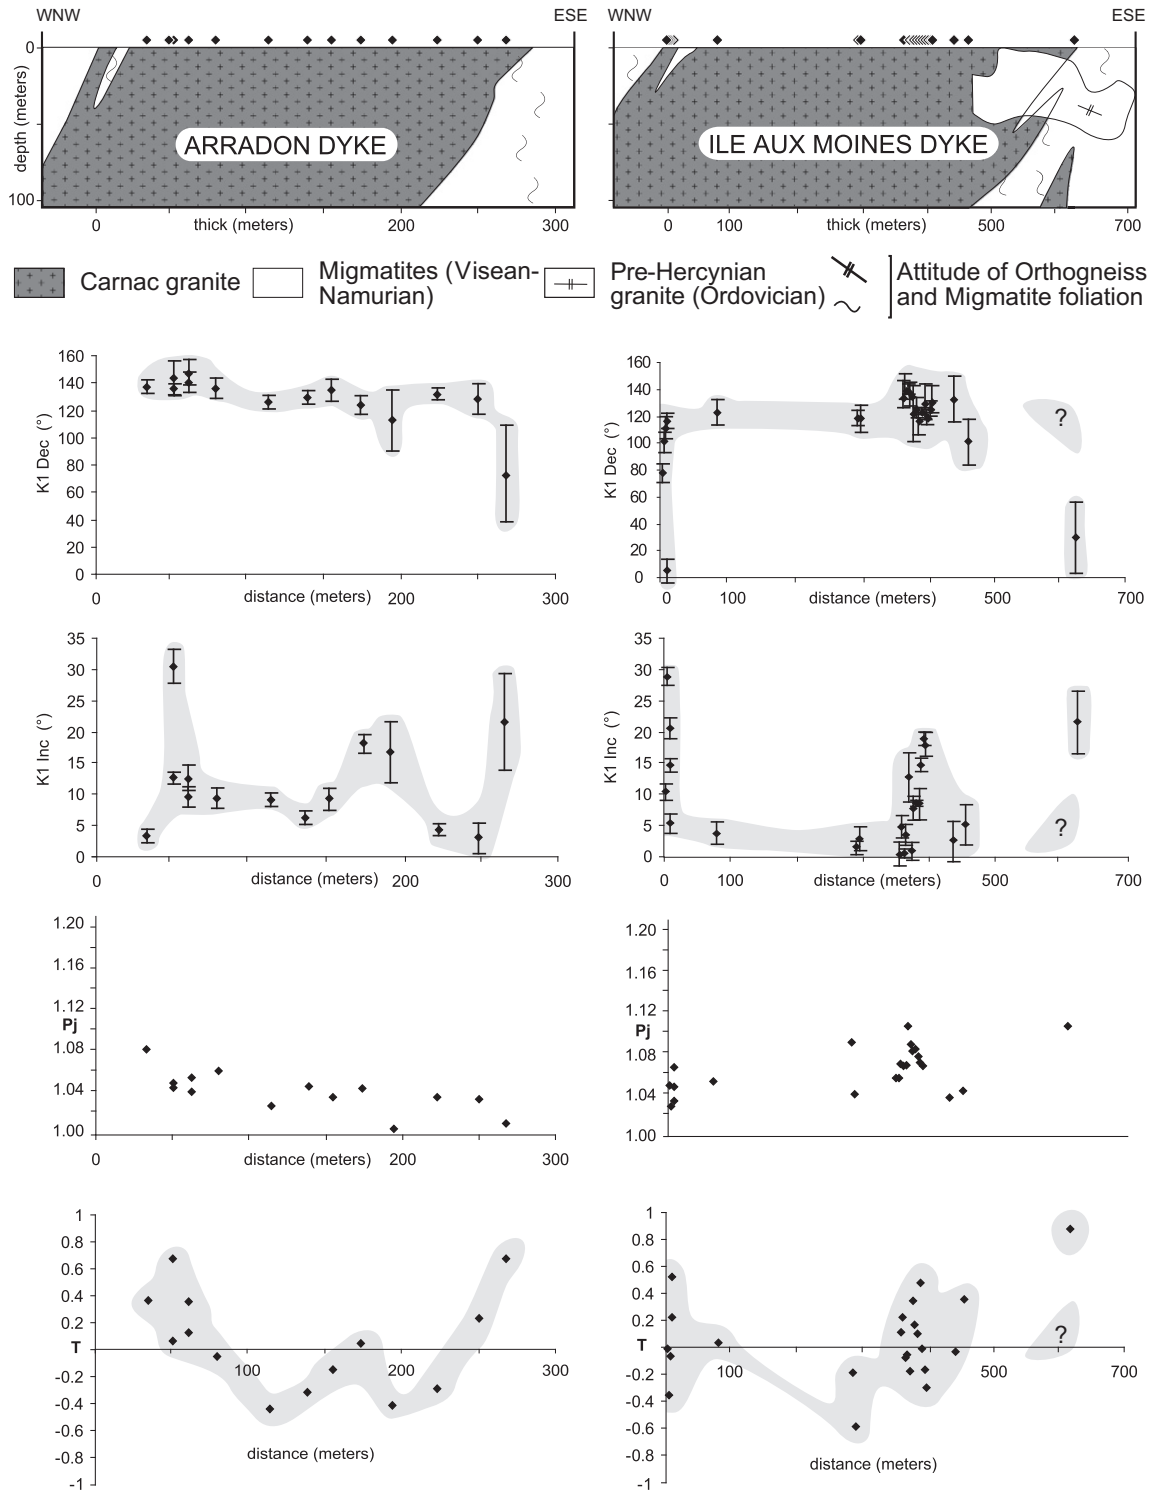 WNW ESE
0
depth (meters)
100
ARRADON DYKE
0 thick (meters) 200
WNW ESE
ILE AUX MOINES DYKE
0 100 thick (meters) 500 700
Carnac granite
Migmatites (Visean-
Namurian)
Pre-Hercynian
granite (Ordovician)
Attitude of Orthogneiss
and Migmatite foliation
160
140
120
100
80
60
40
20
0
K1 Dec (°)
0 distance (meters) 200 300
160
140
120
100
80
60
40
20
0
K1 Dec (°)
?
0 100 distance (meters) 500 700
35
30
25
20
15
10
5
0
K1 Inc (°)
0 distance (meters) 200 300
35
30
25
20
15
10
5
0
K1 Inc (°)
?
0 100 distance (meters) 500 700
1.20
1.16
1.12
Pj
1.08
1.04
1.00
0 distance (meters) 200 300
1.20
1.16
1.12
Pj
1.08
1.04
1.00
1
0.8
0.6
0.4
0.2
T
-0.2
-0.4
-0.6
-0.8
-1
100 200 300
distance (meters)
1
0.8
0.6
0.4
0.2
T
-0.2
-0.4
-0.6
-0.8
-1
?
100 500 700
distance (meters)